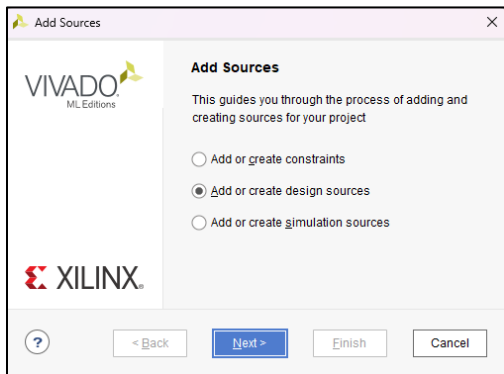 Add Sources
VIVADO
ML Editions
Add Sources
This guides you through the process of adding and
creating sources for your project
Add or create constraints
Add or create design sources
Add or create simulation sources
XILINX
?
< Back
Next >
Finish
Cancel